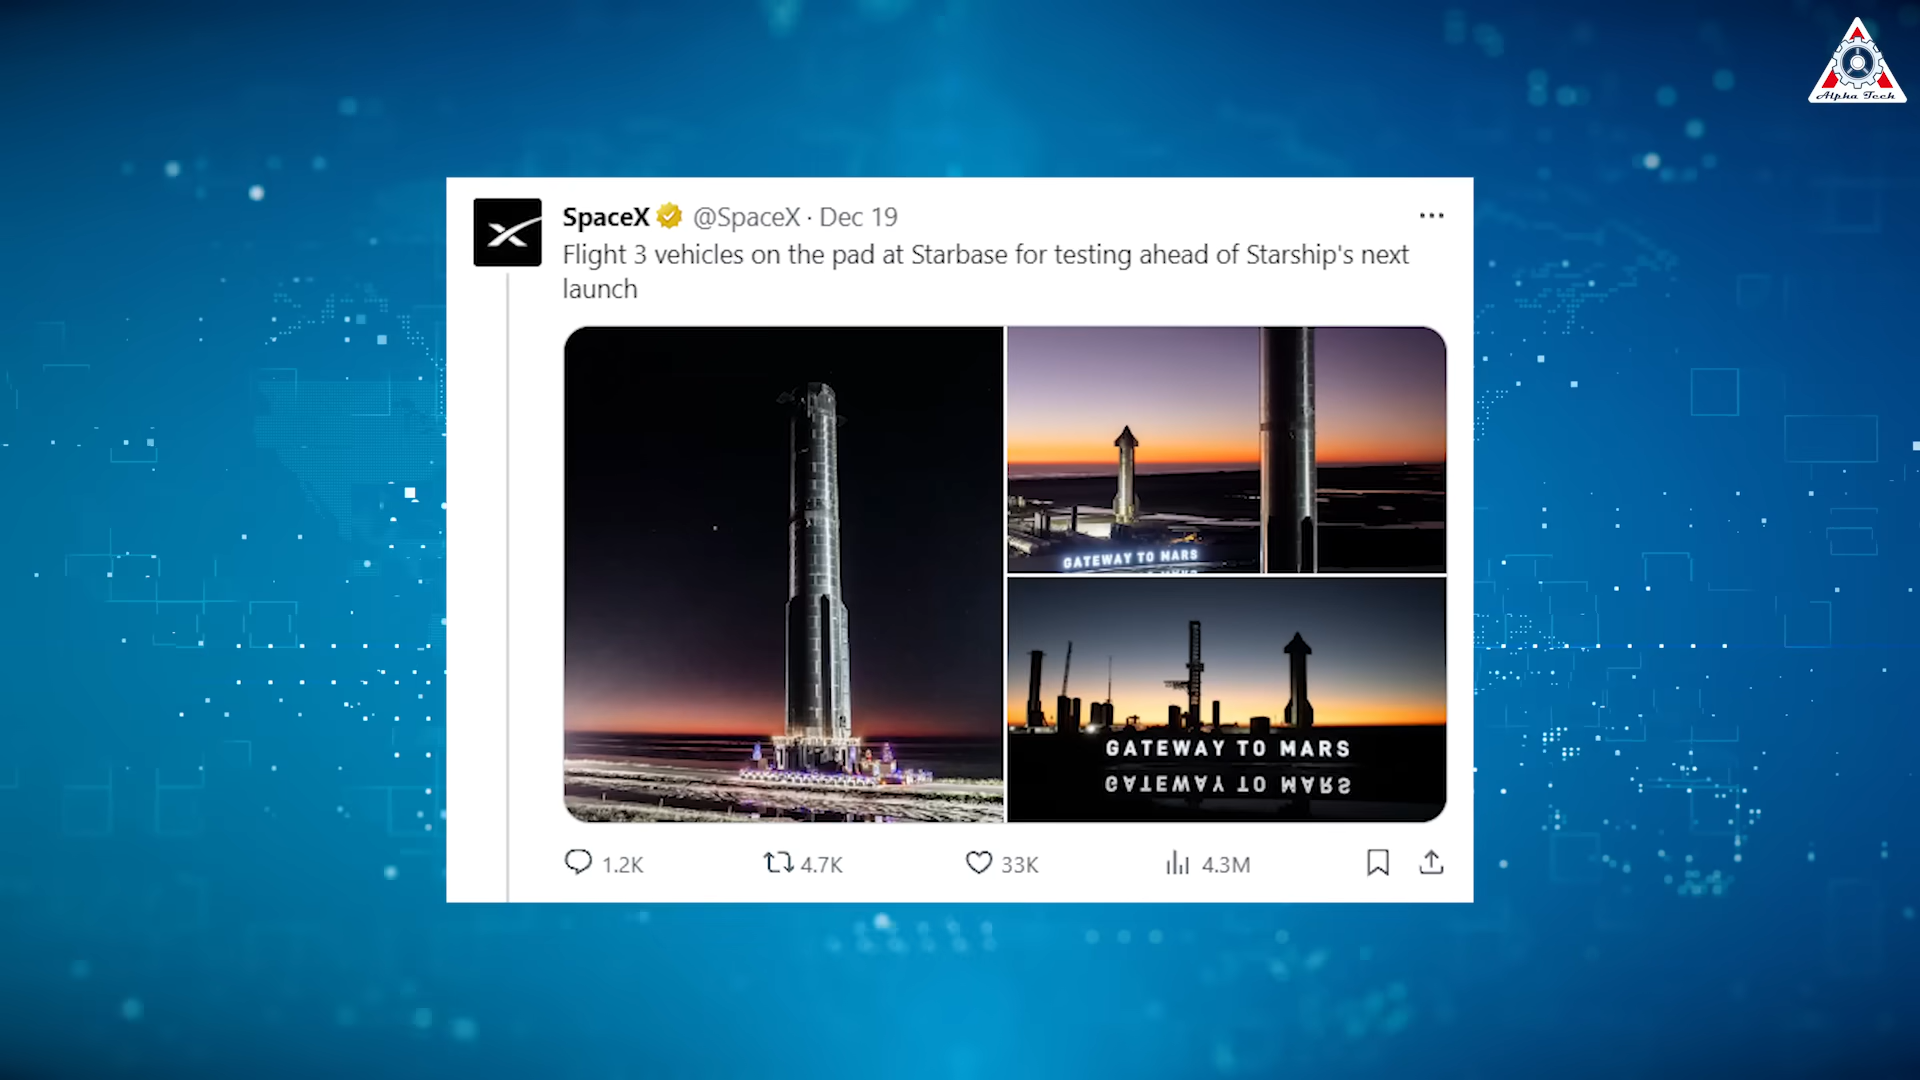 Alpha Tech
SpaceX @SpaceX · Dec 19
Flight 3 vehicles on the pad at Starbase for testing ahead of Starship's next
launch
GATEWAY TO MARS
GATEWAY TO MARS
GATEWAY TO MARS
1.2K 4.7K 33K 4.3M